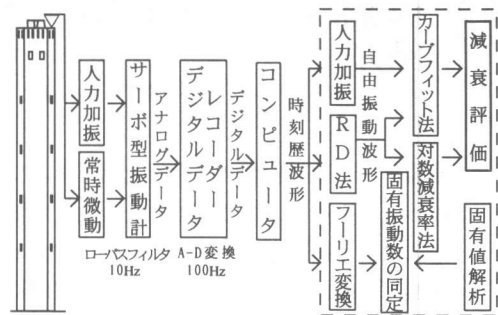 人力加振
常時微動
サーボ型振動計
アナログデータ
デジタルデータレコーダー
デジタルデータ
コンピュータ
時刻歴波形
ローパスフィルタ
10Hz
A-D変換
100Hz
人力加振
RD法
フーリエ変換
自由振動波形
カーブフィット法
対数減衰率法
固有振動数の同定
減衰評価
固有値解析